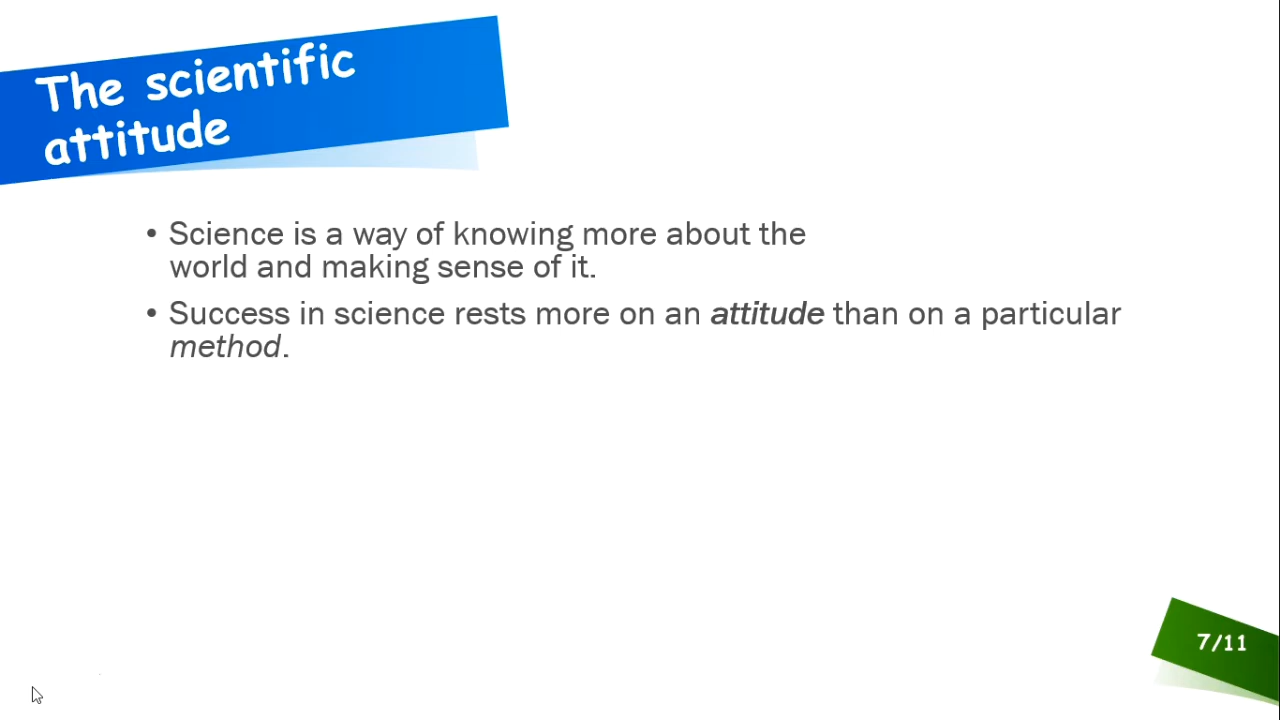 The scientific
attitude
• Science is a way of knowing more about the
world and making sense of it.
• Success in science rests more on an attitude than on a particular
method.
7/11